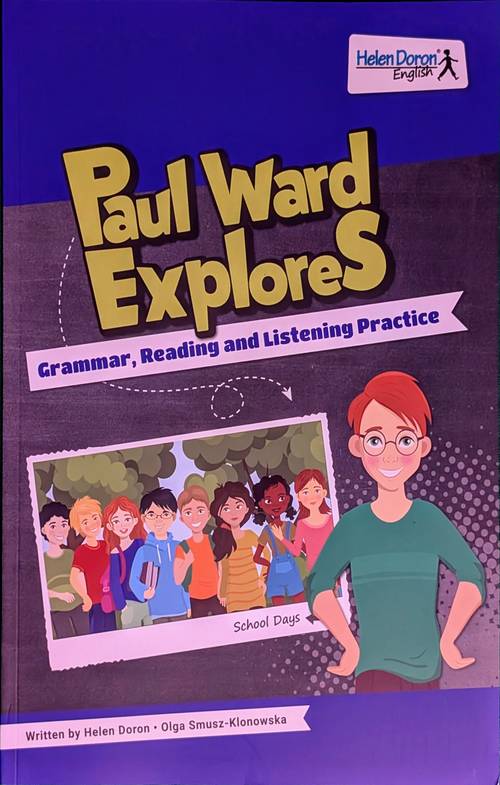 Helen Doron®
English
Paul Ward
ExploreS
Grammar, Reading and Listening Practice
School Days
Written by Helen Doron • Olga Smusz-Klonowska